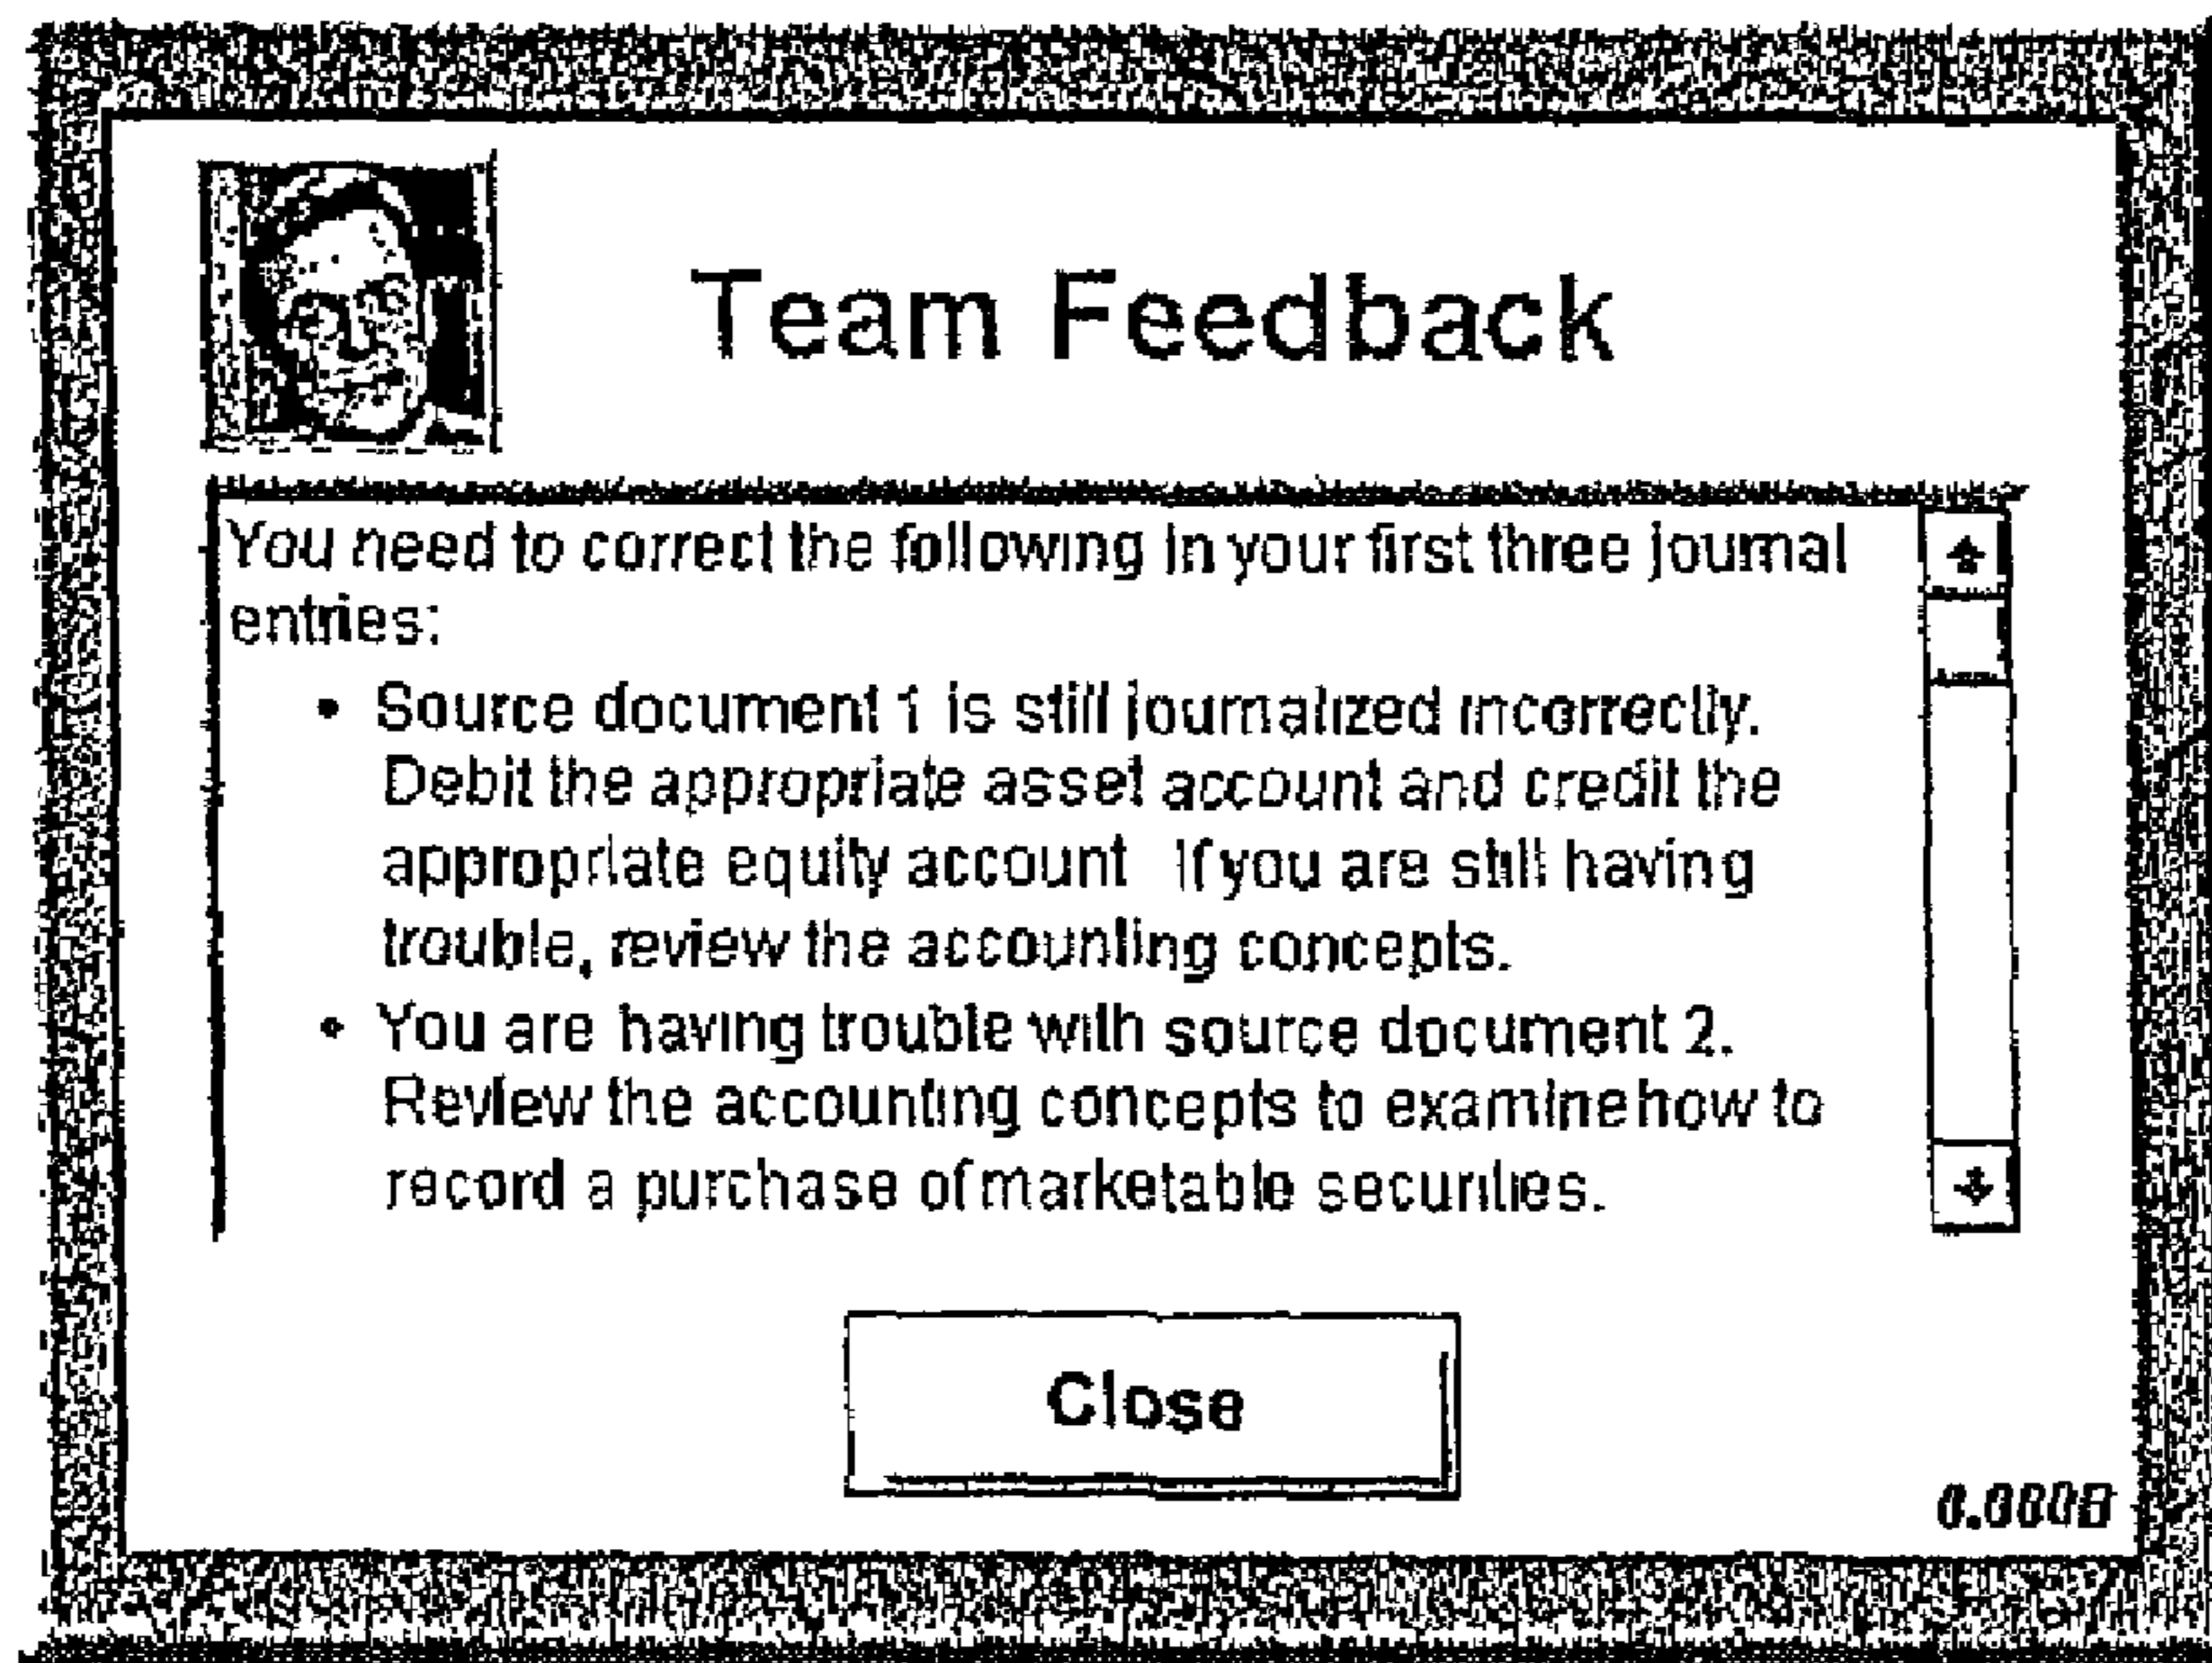 Team Feedback
You need to correct the following in your first three journal
entries:
• Source document 1 is still journalized incorrectly.
Debit the appropriate asset account and credit the
appropriate equity account If you are still having
trouble, review the accounting concepts.
• You are having trouble with source document 2.
Review the accounting concepts to examine how to
record a purchase of marketable securities.
Close